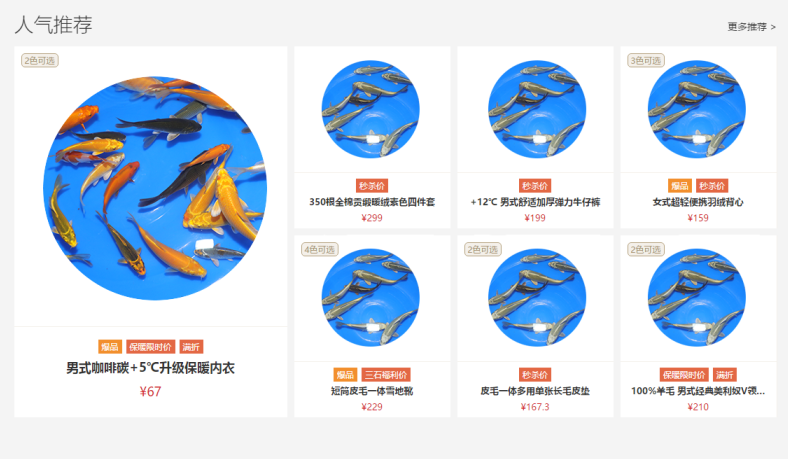 人气推荐
更多推荐 >
2色可选
爆品 保暖限时价 满折
男式咖啡碳+5℃升级保暖内衣
¥67
秒杀价
350根全棉贡缎暖绒素色四件套
¥299
秒杀价
+12℃ 男式舒适加厚弹力牛仔裤
¥199
3色可选
爆品 秒杀价
女式超轻便携羽绒背心
¥159
4色可选
爆品 三石福利价
短筒皮毛一体雪地靴
¥229
2色可选
秒杀价
皮毛一体多用单张长毛皮垫
¥167.3
2色可选
保暖限时价 满折
100%羊毛 男式经典美利奴V领...
¥210